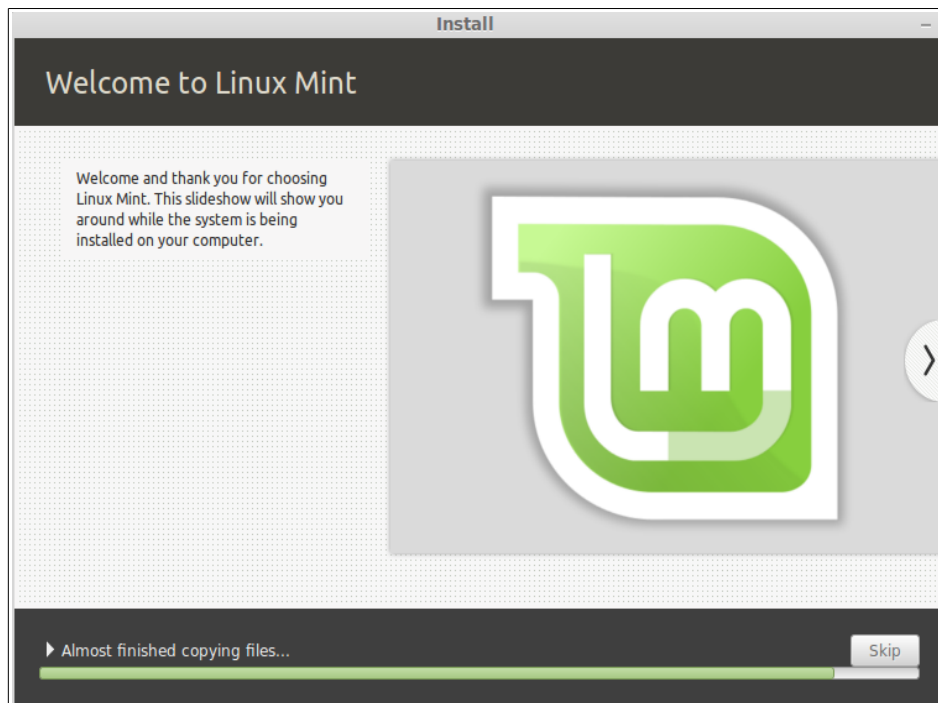 Install
Welcome to Linux Mint
Welcome and thank you for choosing
Linux Mint. This slideshow will show you
around while the system is being
installed on your computer.
lm
Almost finished copying files...
Skip